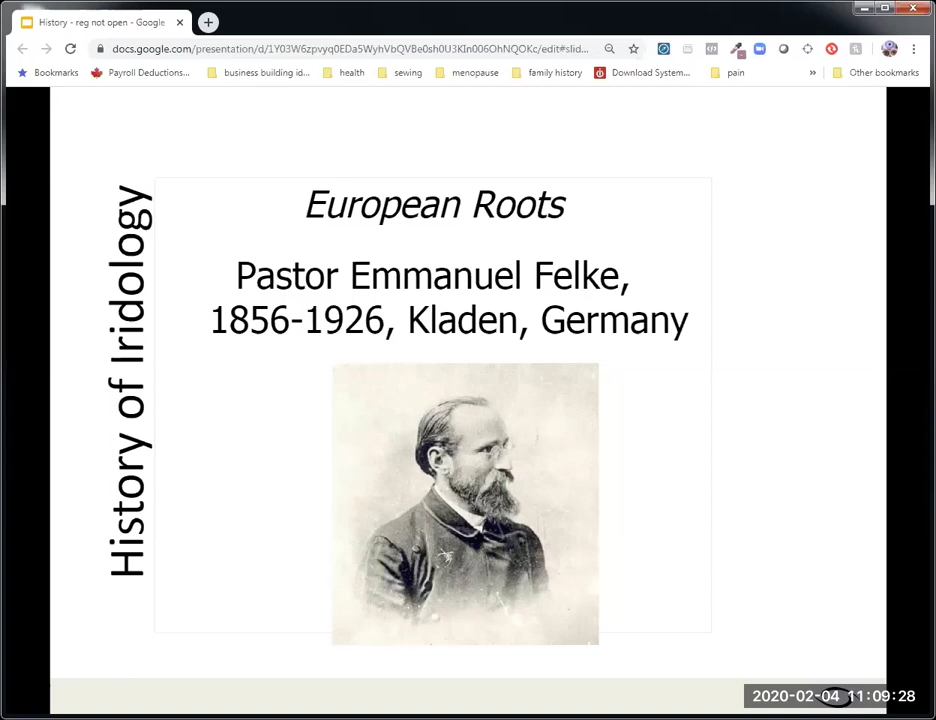 History - reg not open - Google
docs.google.com/presentation/d/1Y03W6zpvyq0EDa5WyhVbQVBe0sh0U3KIn006OhNQOKc/edit#slid...
Bookmarks
Payroll Deductions...
business building id...
health
sewing
menopause
family history
Download System...
pain
»
Other bookmarks
History of Iridology
European Roots
Pastor Emmanuel Felke,
1856-1926, Kladen, Germany
2020-02-04 11:09:28